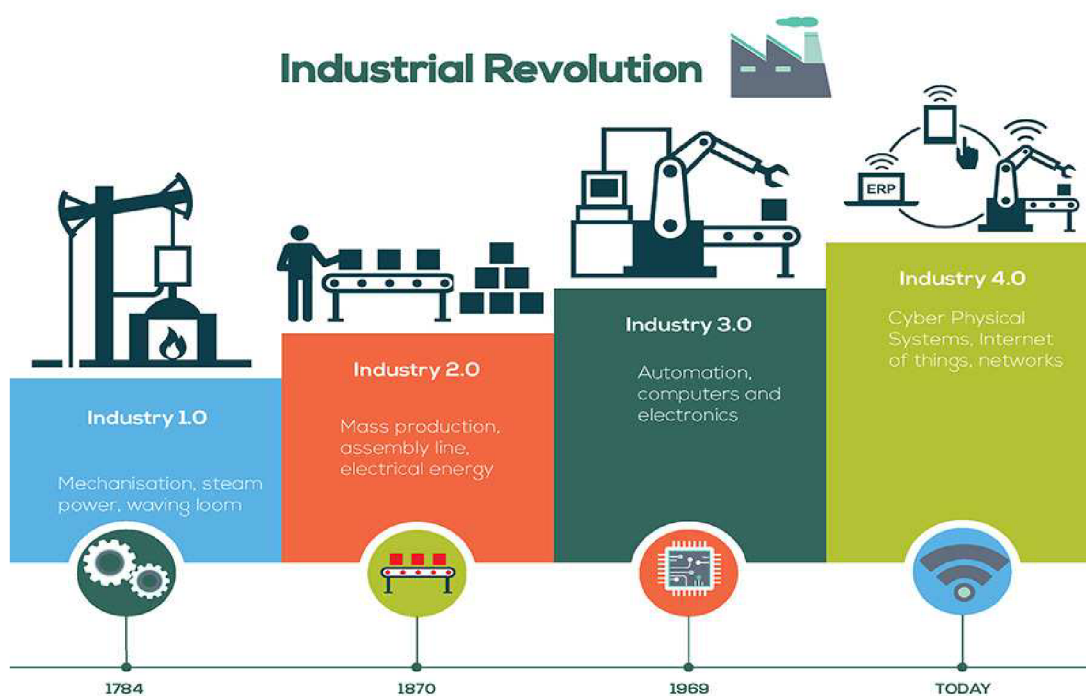 Industrial Revolution
ERP
Industry 1.0
Mechanisation, steam
power, waving loom
Industry 2.0
Mass production,
assembly line,
electrical energy
Industry 3.0
Automation,
computers and
electronics
Industry 4.0
Cyber Physical
Systems, Internet
of things, networks
1784
1870
1969
TODAY